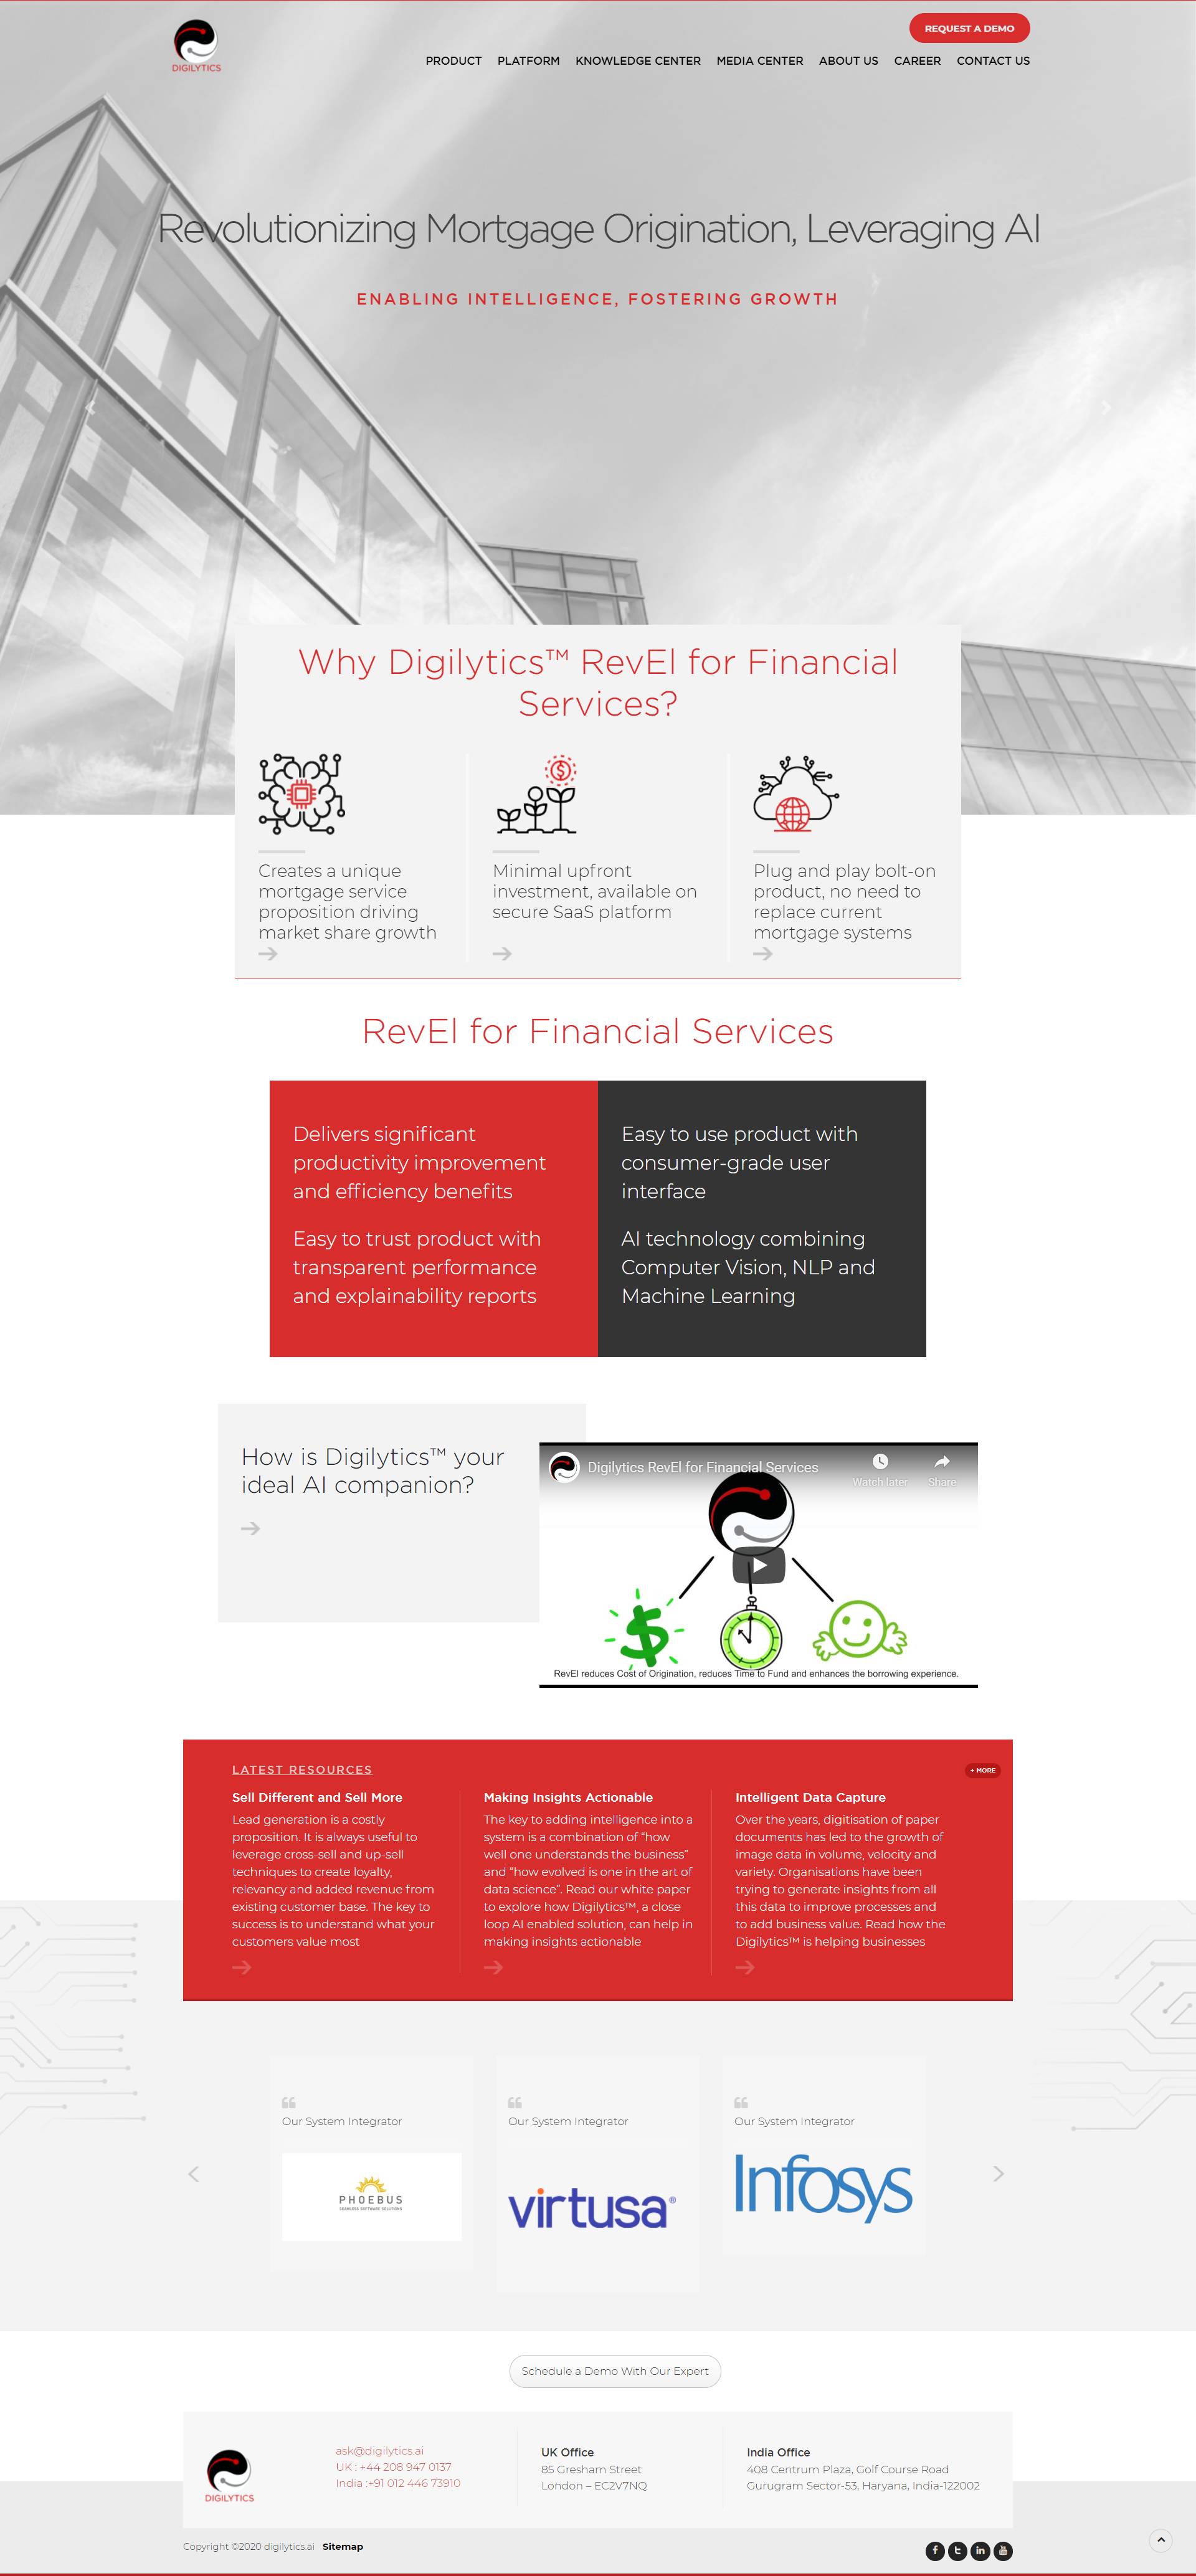 REQUEST A DEMO
DIGILYTICS
PRODUCT PLATFORM KNOWLEDGE CENTER MEDIA CENTER ABOUT US CAREER CONTACT US
Revolutionizing Mortgage Origination, Leveraging AI
ENABLING INTELLIGENCE, FOSTERING GROWTH
Why Digilytics™ RevEl for Financial
Services?
Creates a unique
mortgage service
proposition driving
market share growth
Minimal upfront
investment, available on
secure SaaS platform
Plug and play bolt-on
product, no need to
replace current
mortgage systems
RevEl for Financial Services
Delivers significant
productivity improvement
and efficiency benefits
Easy to trust product with
transparent performance
and explainability reports
Easy to use product with
consumer-grade user
interface
AI technology combining
Computer Vision, NLP and
Machine Learning
How is Digilytics™ your
ideal AI companion?
Digilytics RevEl for Financial Services
Watch later
Share
RevEl reduces Cost of Origination, reduces Time to Fund and enhances the borrowing experience.
LATEST RESOURCES
+ MORE
Sell Different and Sell More
Lead generation is a costly
proposition. It is always useful to
leverage cross-sell and up-sell
techniques to create loyalty,
relevancy and added revenue from
existing customer base. The key to
success is to understand what your
customers value most
Making Insights Actionable
The key to adding intelligence into a
system is a combination of "how
well one understands the business"
and "how evolved is one in the art of
data science". Read our white paper
to explore how Digilytics™, a close
loop AI enabled solution, can help in
making insights actionable
Intelligent Data Capture
Over the years, digitisation of paper
documents has led to the growth of
image data in volume, velocity and
variety. Organisations have been
trying to generate insights from all
this data to improve processes and
to add business value. Read how the
Digilytics™ is helping businesses
Our System Integrator
PHOEBUS
SEAMLESS SOFTWARE SOLUTIONS
Our System Integrator
virtusa®
Our System Integrator
Infosys
Schedule a Demo With Our Expert
DIGILYTICS
ask@digilytics.ai
UK : +44 208 947 0137
India :+91 012 446 73910
UK Office
85 Gresham Street
London – EC2V7NQ
India Office
408 Centrum Plaza, Golf Course Road
Gurugram Sector-53, Haryana, India-122002
Copyright ©2020 digilytics.ai Sitemap